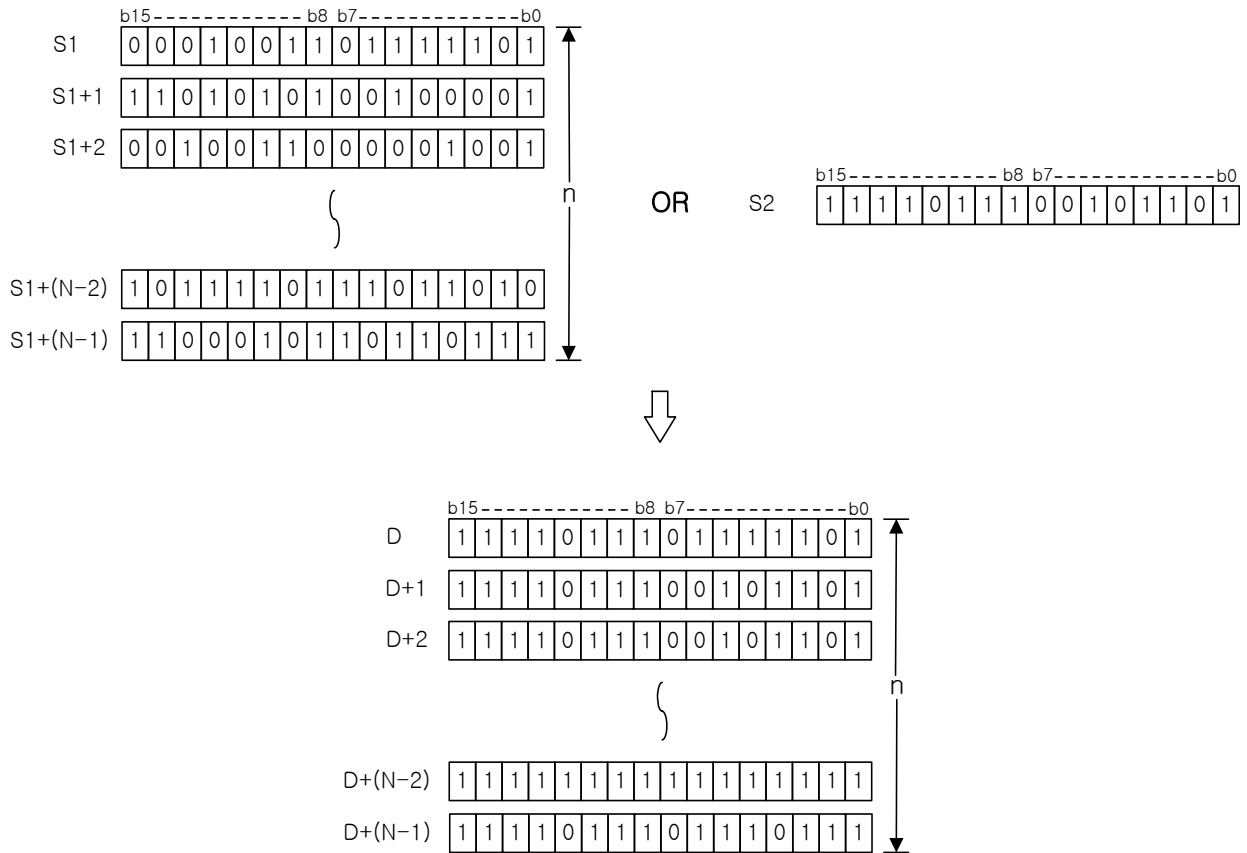 b15 b8 b7 b0
S1 0 0 0 1 0 0 1 1 0 1 1 1 1 1 0 1
S1+1 1 1 0 1 0 1 0 1 0 0 1 0 0 0 0 1
S1+2 0 0 1 0 0 1 1 0 0 0 0 0 1 0 0 1
S1+(N-2) 1 0 1 1 1 1 0 1 1 1 0 1 1 0 1 0
S1+(N-1) 1 1 0 0 0 1 0 1 1 0 1 1 0 1 1 1
n
OR
b15 b8 b7 b0
S2 1 1 1 1 0 1 1 1 0 0 1 0 1 1 0 1
b15 b8 b7 b0
D 1 1 1 1 0 1 1 1 0 1 1 1 1 1 0 1
D+1 1 1 1 1 0 1 1 1 0 0 1 0 1 1 0 1
D+2 1 1 1 1 0 1 1 1 0 0 1 0 1 1 0 1
D+(N-2) 1 1 1 1 1 1 1 1 1 1 1 1 1 1 1 1
D+(N-1) 1 1 1 1 0 1 1 1 0 1 1 1 0 1 1 1
n